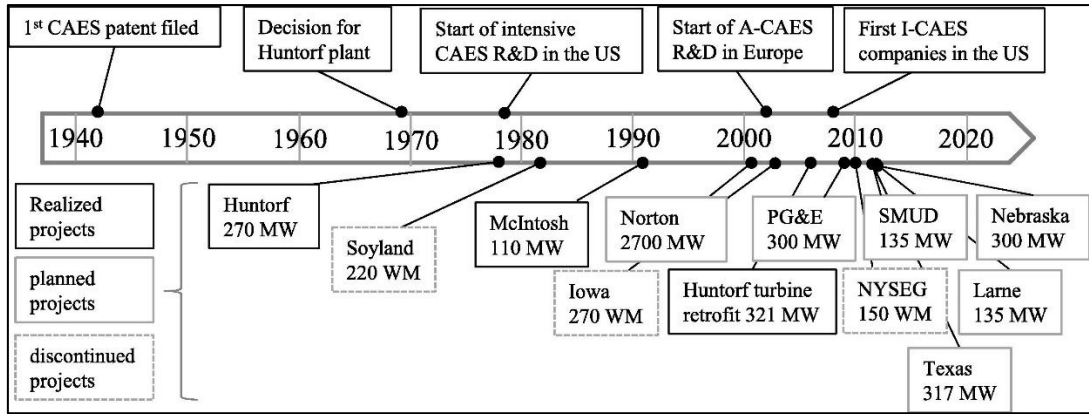 1st CAES patent filed
Decision for
Huntorf plant
Start of intensive
CAES R&D in the US
Start of A-CAES
R&D in Europe
First I-CAES
companies in the US
1940 1950 1960 1970 1980 1990 2000 2010 2020
Realized
projects
planned
projects
discontinued
projects
Huntorf
270 MW
Soyland
220 WM
McIntosh
110 MW
Iowa
270 WM
Norton
2700 MW
Huntorf turbine
retrofit 321 MW
PG&E
300 MW
NYSEG
150 WM
SMUD
135 MW
Texas
317 MW
Larne
135 MW
Nebraska
300 MW